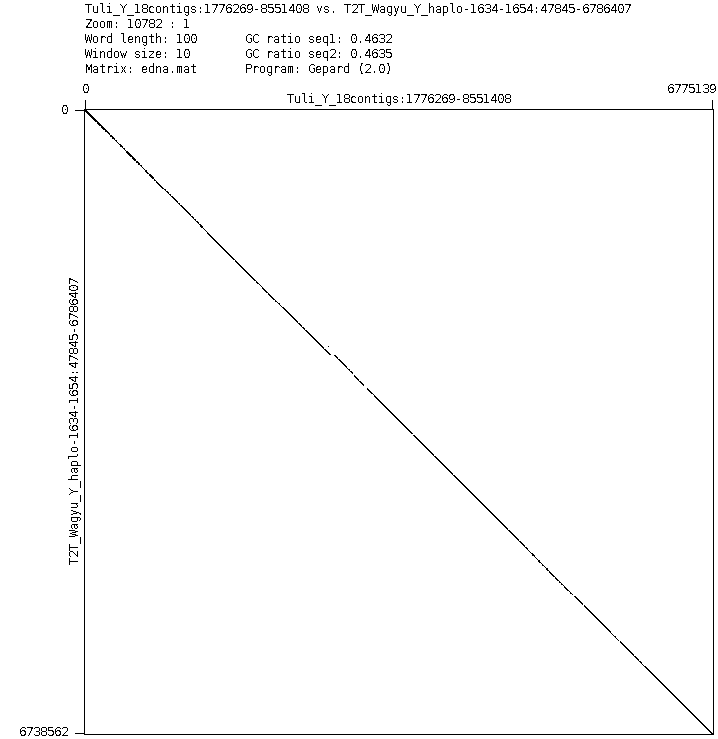 Tuli_Y_18contigs:1776269-8551408 vs. T2T_Wagyu_Y_haplo-1634-1654:47845-6786407
Zoom: 10782 : 1
Word length: 100 GC ratio seq1: 0.4632
Window size: 10 GC ratio seq2: 0.4635
Matrix: edna.mat Program: Gepard (2.0)
0 6775139
Tuli_Y_18contigs:1776269-8551408
0
T2T_Wagyu_Y_haplo-1634-1654:47845-6786407
6738562